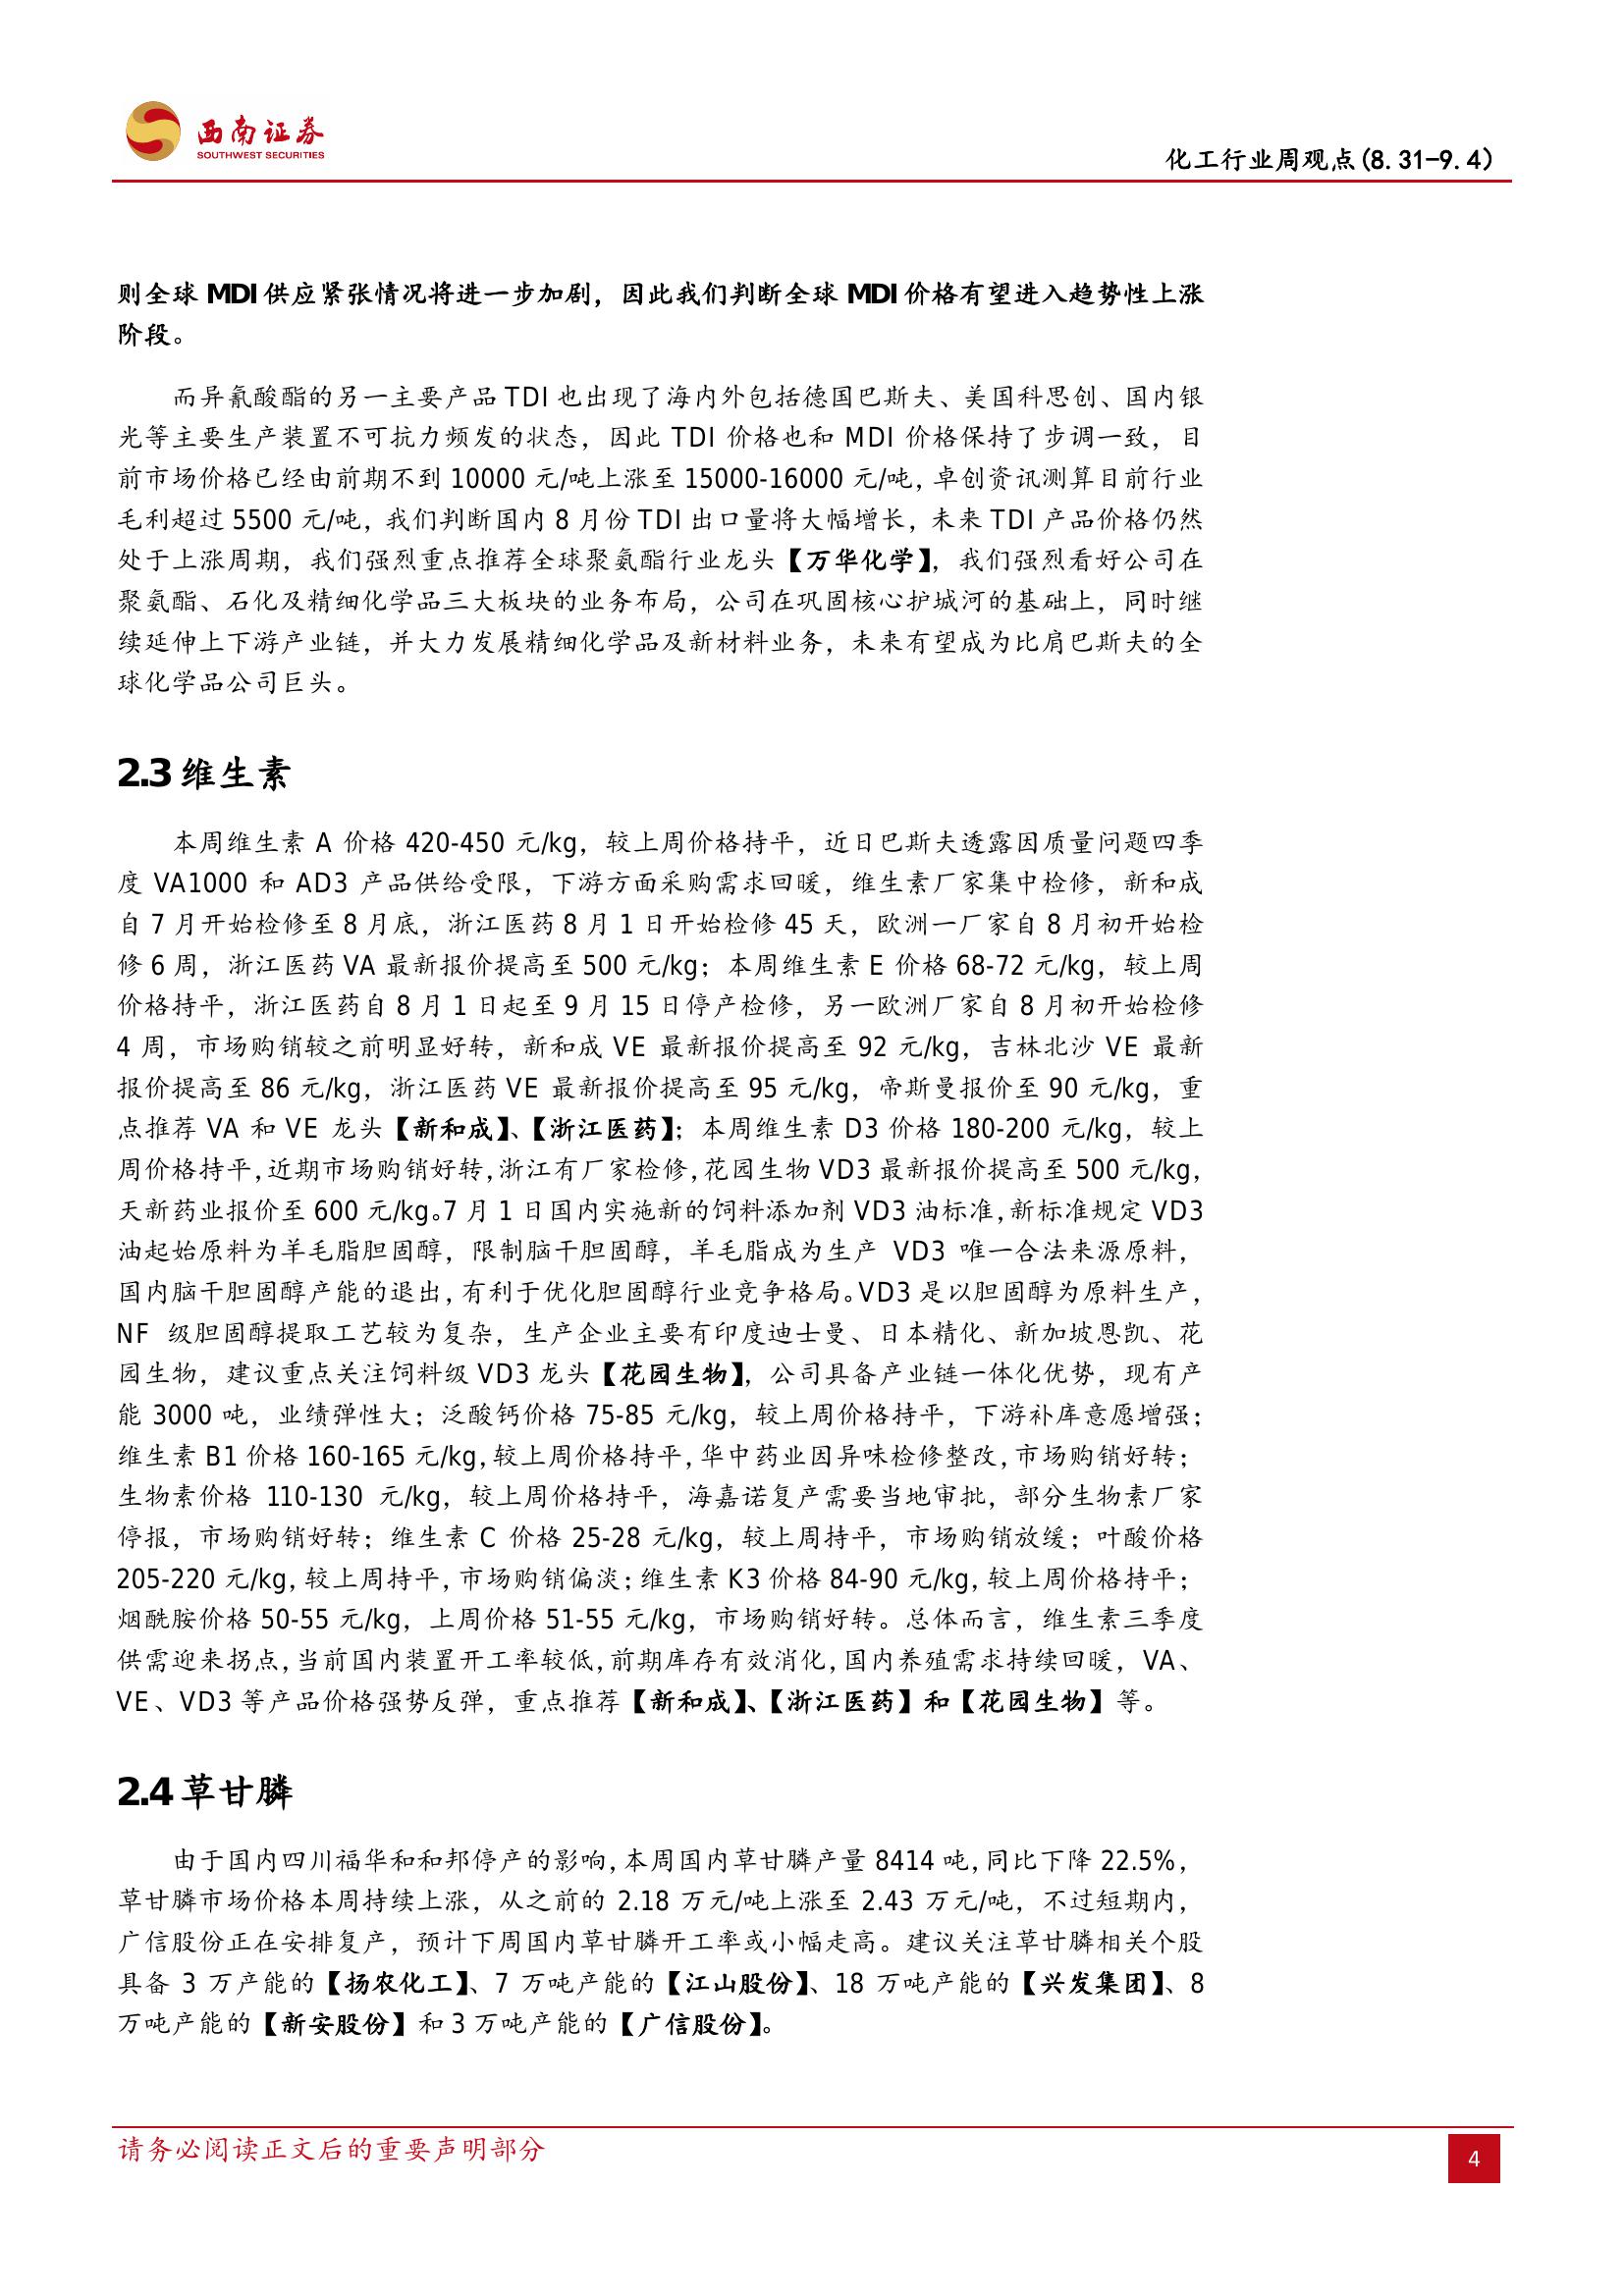 西南证券
SOUTHWEST SECURITIES
化工行业周观点(8.31-9.4)
则全球 MDI 供应紧张情况将进一步加剧，因此我们判断全球 MDI 价格有望进入趋势性上涨
阶段。
而异氰酸酯的另一主要产品 TDI 也出现了海内外包括德国巴斯夫、美国科思创、国内银
光等主要生产装置不可抗力频发的状态，因此 TDI 价格也和 MDI 价格保持了步调一致，目
前市场价格已经由前期不到 10000 元/吨上涨至 15000-16000 元/吨，卓创资讯测算目前行业
毛利超过 5500 元/吨，我们判断国内 8 月份 TDI 出口量将大幅增长，未来 TDI 产品价格仍然
处于上涨周期，我们强烈重点推荐全球聚氨酯行业龙头【万华化学】，我们强烈看好公司在
聚氨酯、石化及精细化学品三大板块的业务布局，公司在巩固核心护城河的基础上，同时继
续延伸上下游产业链，并大力发展精细化学品及新材料业务，未来有望成为比肩巴斯夫的全
球化学品公司巨头。
2.3 维生素
本周维生素 A 价格 420-450 元/kg，较上周价格持平，近日巴斯夫透露因质量问题四季
度 VA1000 和 AD3 产品供给受限，下游方面采购需求回暖，维生素厂家集中检修，新和成
自 7 月开始检修至 8 月底，浙江医药 8 月 1 日开始检修 45 天，欧洲一厂家自 8 月初开始检
修 6 周，浙江医药 VA 最新报价提高至 500 元/kg；本周维生素 E 价格 68-72 元/kg，较上周
价格持平，浙江医药自 8 月 1 日起至 9 月 15 日停产检修，另一欧洲厂家自 8 月初开始检修
4 周，市场购销较之前明显好转，新和成 VE 最新报价提高至 92 元/kg，吉林北沙 VE 最新
报价提高至 86 元/kg，浙江医药 VE 最新报价提高至 95 元/kg，帝斯曼报价至 90 元/kg，重
点推荐 VA 和 VE 龙头【新和成】、【浙江医药】；本周维生素 D3 价格 180-200 元/kg，较上
周价格持平，近期市场购销好转，浙江有厂家检修，花园生物 VD3 最新报价提高至 500 元/kg，
天新药业报价至 600 元/kg。7 月 1 日国内实施新的饲料添加剂 VD3 油标准，新标准规定 VD3
油起始原料为羊毛脂胆固醇，限制脑干胆固醇，羊毛脂成为生产 VD3 唯一合法来源原料，
国内脑干胆固醇产能的退出，有利于优化胆固醇行业竞争格局。VD3 是以胆固醇为原料生产，
NF 级胆固醇提取工艺较为复杂，生产企业主要有印度迪士曼、日本精化、新加坡恩凯、花
园生物，建议重点关注饲料级 VD3 龙头【花园生物】，公司具备产业链一体化优势，现有产
能 3000 吨，业绩弹性大；泛酸钙价格 75-85 元/kg，较上周价格持平，下游补库意愿增强；
维生素 B1 价格 160-165 元/kg，较上周价格持平，华中药业因异味检修整改，市场购销好转；
生物素价格 110-130 元/kg，较上周价格持平，海嘉诺复产需要当地审批，部分生物素厂家
停报，市场购销好转；维生素 C 价格 25-28 元/kg，较上周持平，市场购销放缓；叶酸价格
205-220 元/kg，较上周持平，市场购销偏淡；维生素 K3 价格 84-90 元/kg，较上周价格持平；
烟酰胺价格 50-55 元/kg，上周价格 51-55 元/kg，市场购销好转。总体而言，维生素三季度
供需迎来拐点，当前国内装置开工率较低，前期库存有效消化，国内养殖需求持续回暖，VA、
VE、VD3 等产品价格强势反弹，重点推荐【新和成】、【浙江医药】和【花园生物】等。
2.4 草甘膦
由于国内四川福华和和邦停产的影响，本周国内草甘膦产量 8414 吨，同比下降 22.5%，
草甘膦市场价格本周持续上涨，从之前的 2.18 万元/吨上涨至 2.43 万元/吨，不过短期内，
广信股份正在安排复产，预计下周国内草甘膦开工率或小幅走高。建议关注草甘膦相关个股
具备 3 万产能的【扬农化工】、7 万吨产能的【江山股份】、18 万吨产能的【兴发集团】、8
万吨产能的【新安股份】和 3 万吨产能的【广信股份】。
请务必阅读正文后的重要声明部分
4